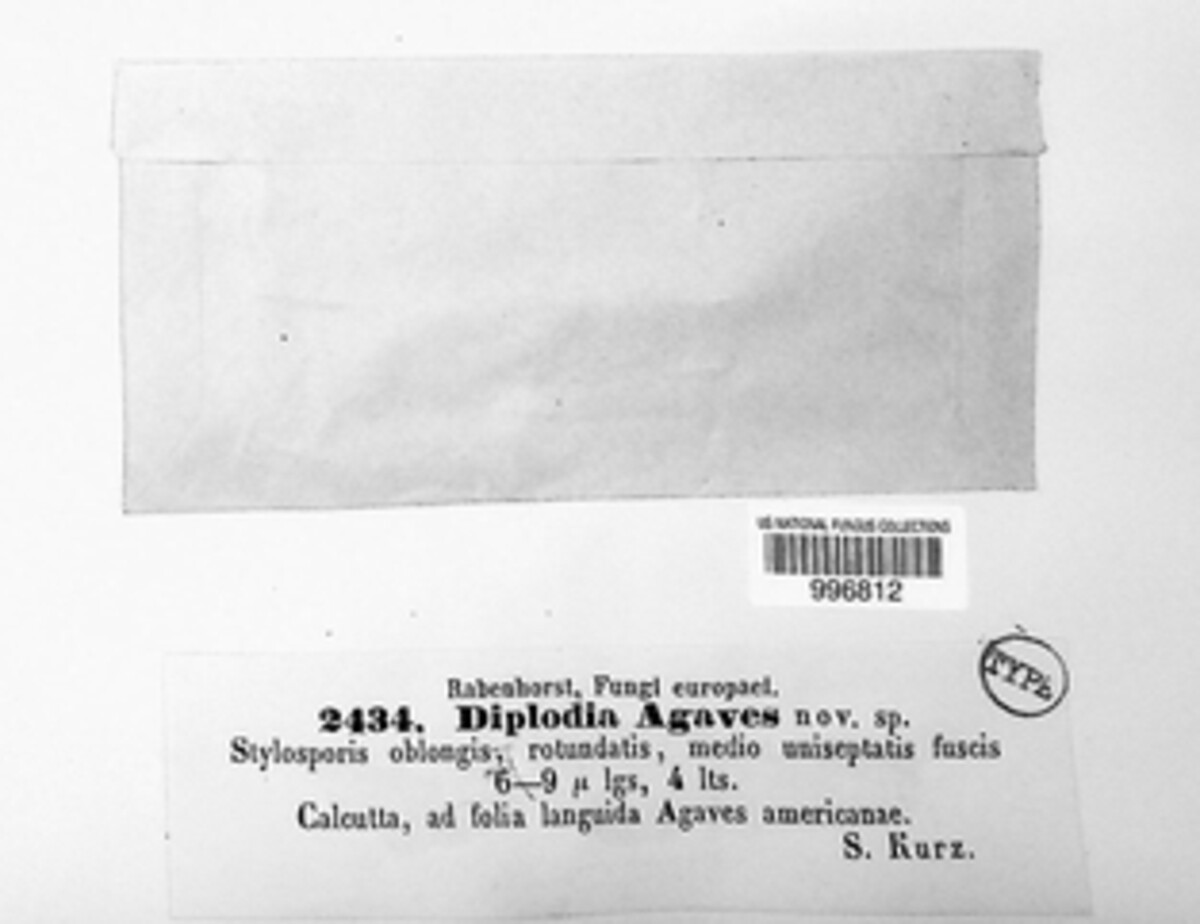 US NATIONAL FUNGUS COLLECTIONS
996812
TYPE
Rabenhorst, Fungi europaei.
2434. Diplodia Agaves nov. sp.
Stylosporis oblongis, rotundatis, medio uniseptatis fuscis
6—9 µ lgs, 4 lts.
Calcutta, ad folia languida Agaves americanae.
S. Kurz.